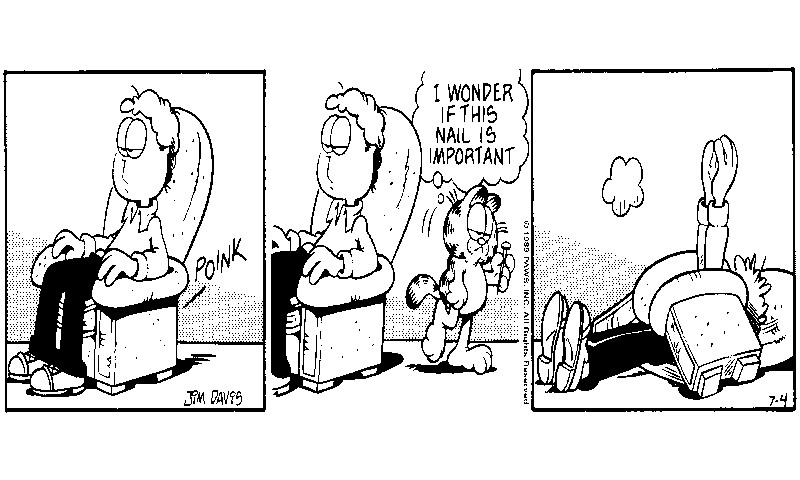 POINK
JIM DAVIS
I WONDER
IF THIS
NAIL IS
IMPORTANT
© 1989 PAWS, INC. All Rights Reserved
7-4